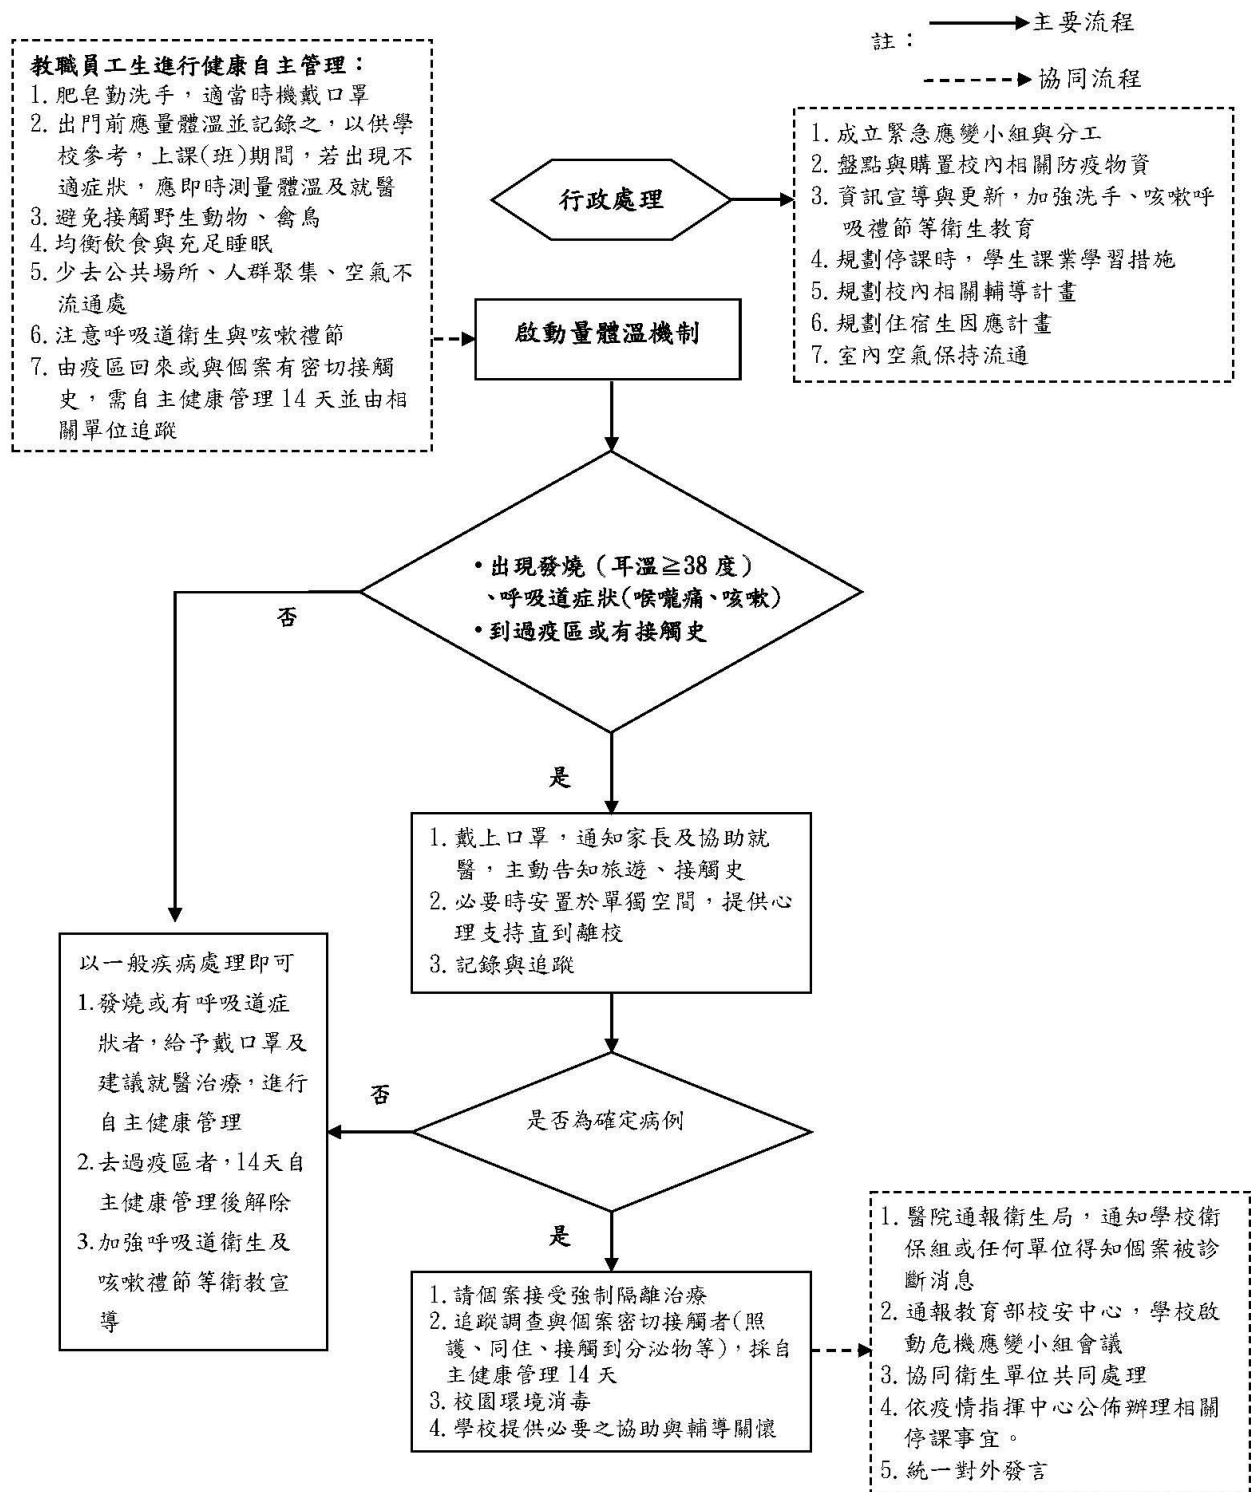 註：
主要流程
協同流程
教職員工生進行健康自主管理：
1. 肥皂勤洗手，適當時機戴口罩
2. 出門前應量體溫並記錄之，以供學
校參考，上課(班)期間，若出現不
適症狀，應即時測量體溫及就醫
3. 避免接觸野生動物、禽鳥
4. 均衡飲食與充足睡眠
5. 少去公共場所、人群聚集、空氣不
流通處
6. 注意呼吸道衛生與咳嗽禮節
7. 由疫區回來或與個案有密切接觸
史，需自主健康管理 14 天並由相
關單位追蹤
行政處理
1. 成立緊急應變小組與分工
2. 盤點與購置校內相關防疫物資
3. 資訊宣導與更新，加強洗手、咳嗽呼
吸禮節等衛生教育
4. 規劃停課時，學生課業學習措施
5. 規劃校內相關輔導計畫
6. 規劃住宿生因應計畫
7. 室內空氣保持流通
啟動量體溫機制
•出現發燒（耳溫≧38 度）
、呼吸道症狀(喉嚨痛、咳嗽)
•到過疫區或有接觸史
否
是
1. 戴上口罩，通知家長及協助就
醫，主動告知旅遊、接觸史
2. 必要時安置於單獨空間，提供心
理支持直到離校
3. 記錄與追蹤
以一般疾病處理即可
1.發燒或有呼吸道症
狀者，給予戴口罩及
建議就醫治療，進行
自主健康管理
2.去過疫區者，14天自
主健康管理後解除
3.加強呼吸道衛生及
咳嗽禮節等衛教宣
導
否
是否為確定病例
是
1. 請個案接受強制隔離治療
2. 追蹤調查與個案密切接觸者(照
護、同住、接觸到分泌物等)，採自
主健康管理 14 天
3. 校園環境消毒
4. 學校提供必要之協助與輔導關懷
1. 醫院通報衛生局，通知學校衛
保組或任何單位得知個案被診
斷消息
2. 通報教育部校安中心，學校啟
動危機應變小組會議
3. 協同衛生單位共同處理
4. 依疫情指揮中心公佈辦理相關
停課事宜。
5. 統一對外發言